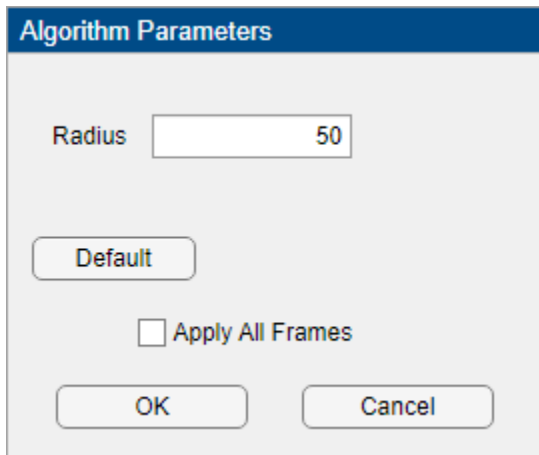 Algorithm Parameters
Radius 50
Default
Apply All Frames
OK Cancel